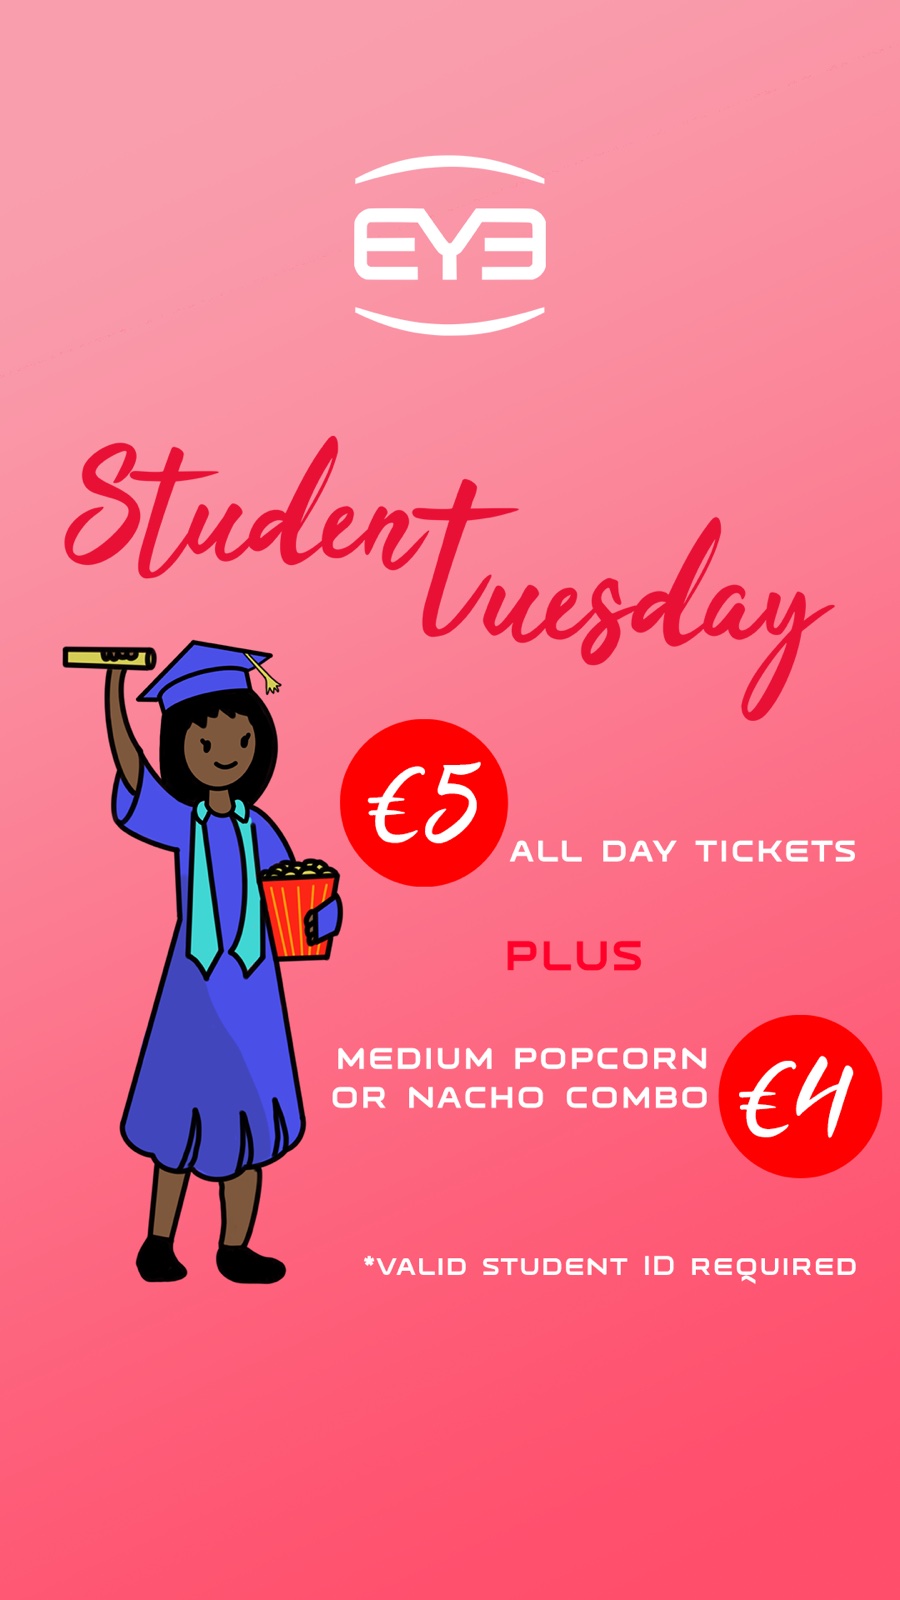 EYE
Student
Tuesday
€5
ALL DAY TICKETS
PLUS
MEDIUM POPCORN
OR NACHO COMBO
€4
*VALID STUDENT ID REQUIRED